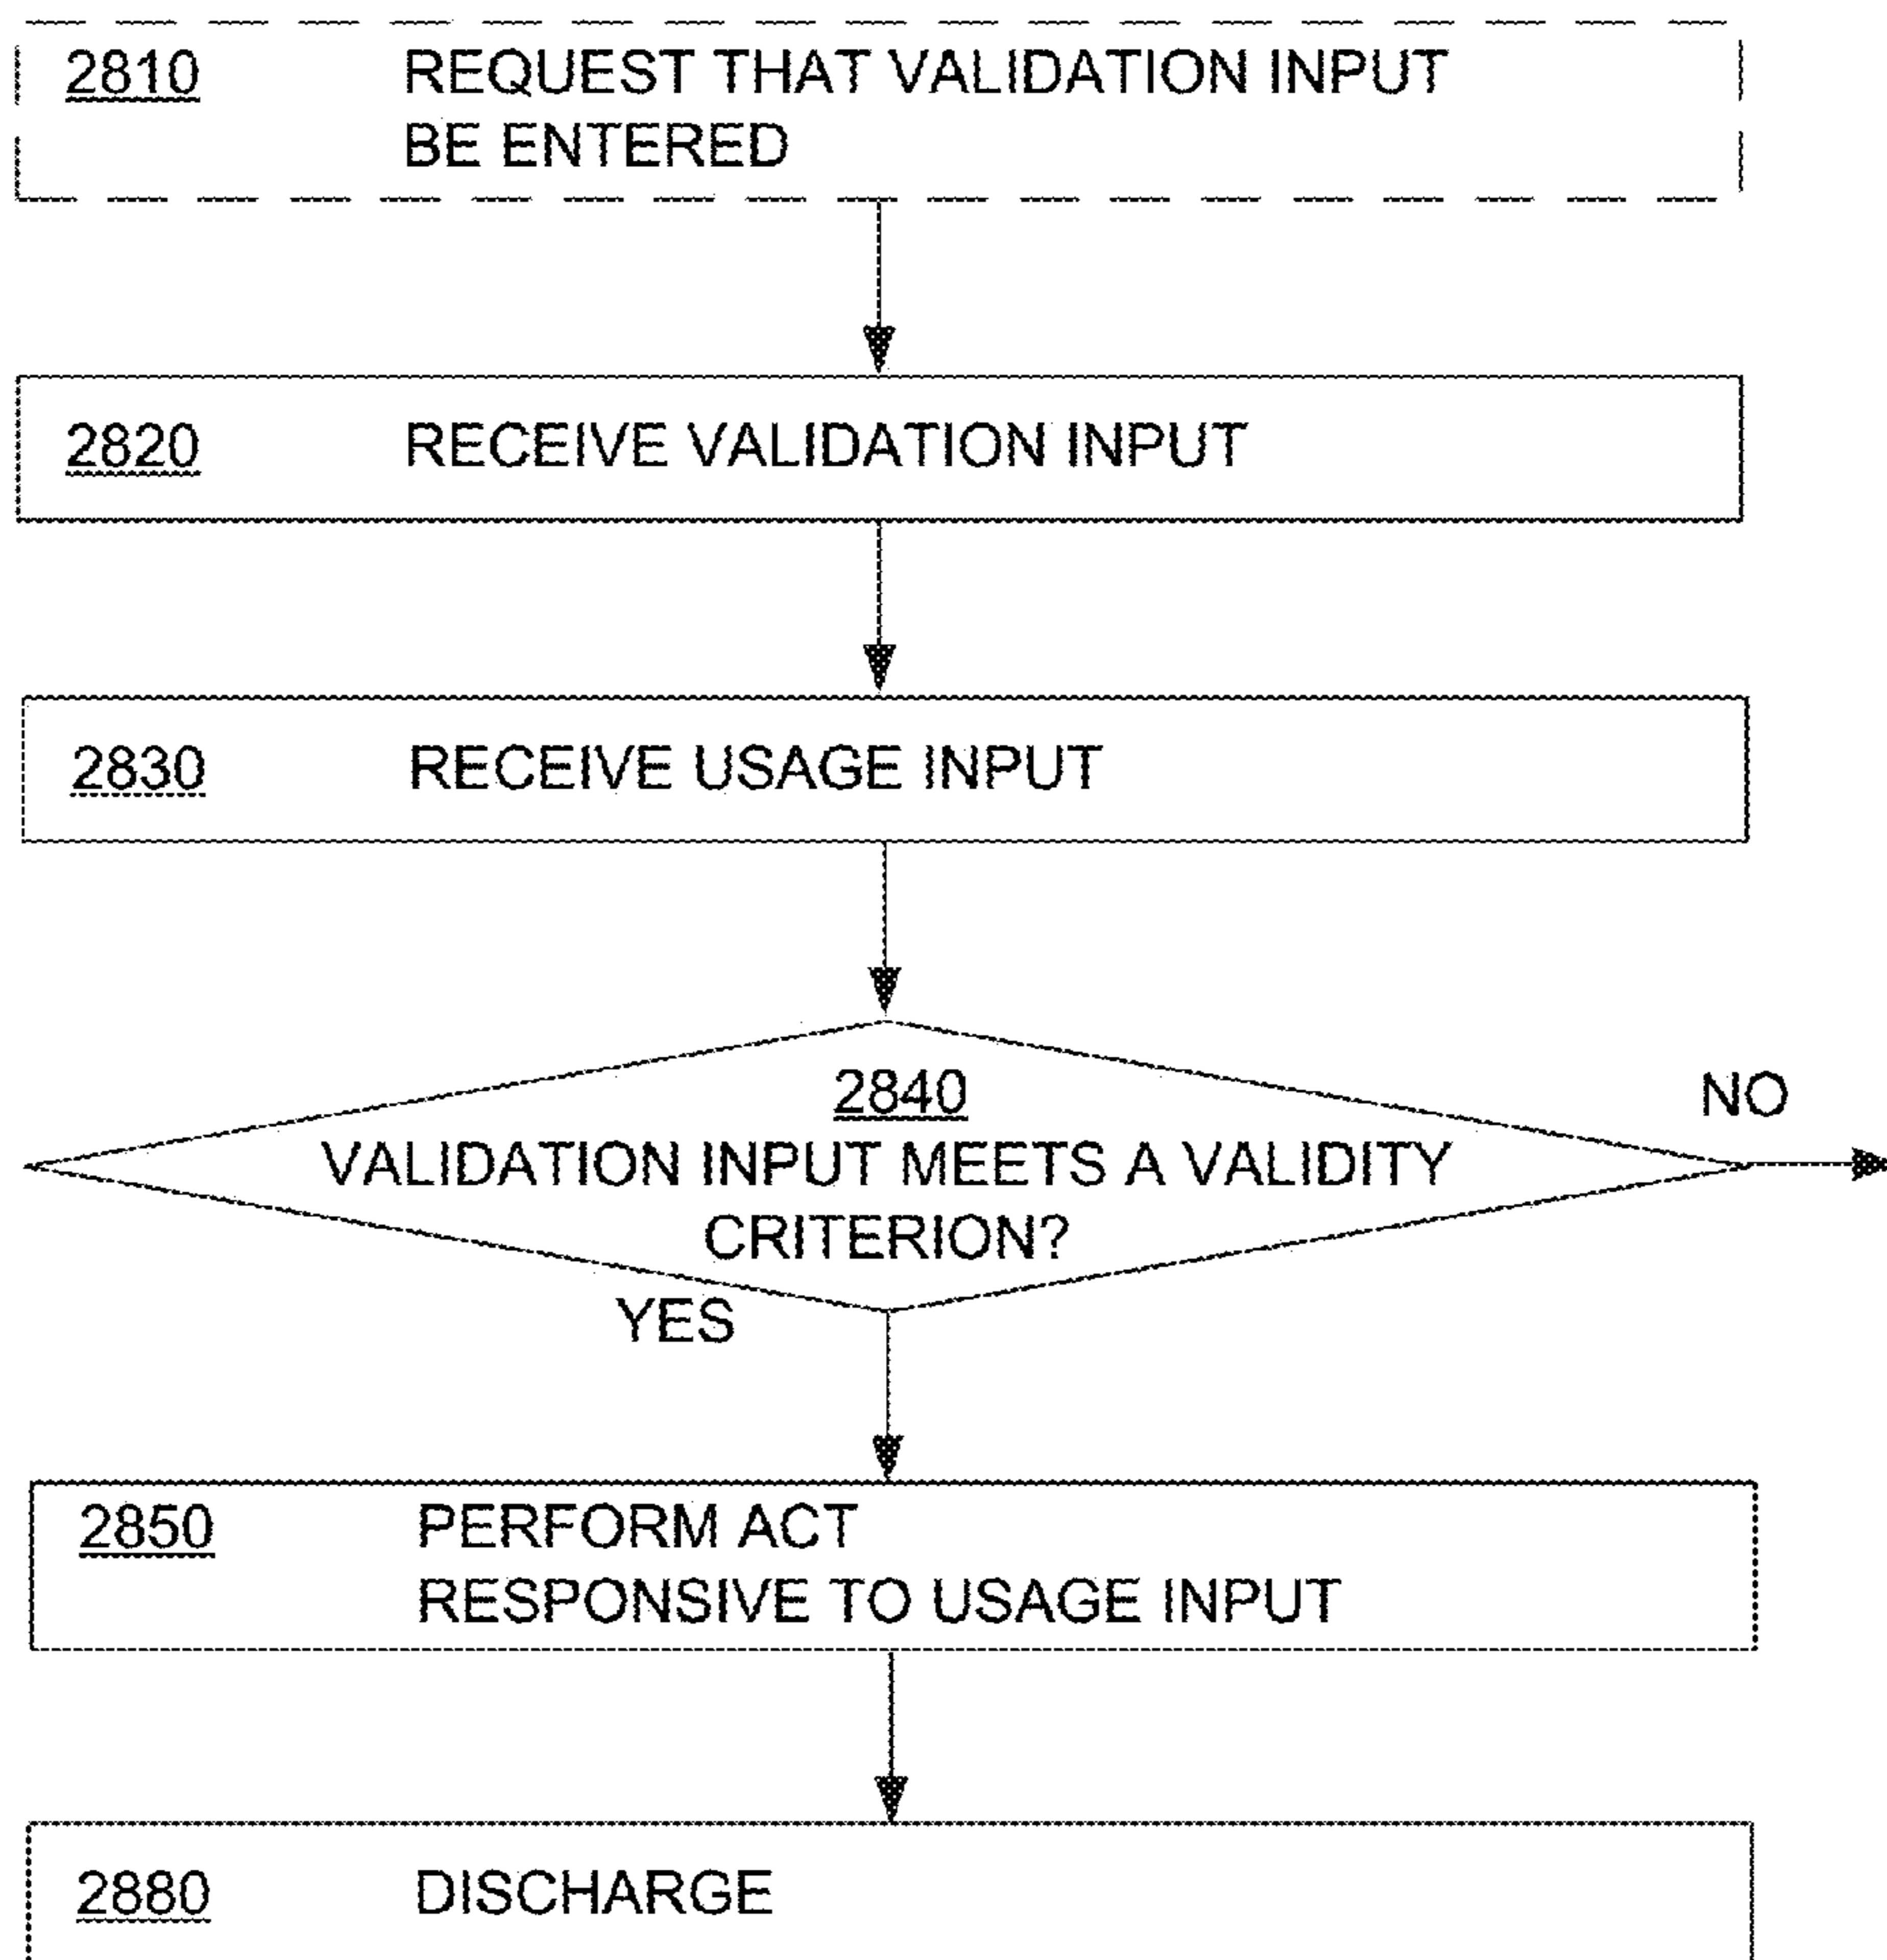 2810 REQUEST THAT VALIDATION INPUT
BE ENTERED
2820 RECEIVE VALIDATION INPUT
2830 RECEIVE USAGE INPUT
2840
NO
VALIDATION INPUT MEETS A VALIDITY
CRITERION?
YES
2850 PERFORM ACT
RESPONSIVE TO USAGE INPUT
2880 DISCHARGE